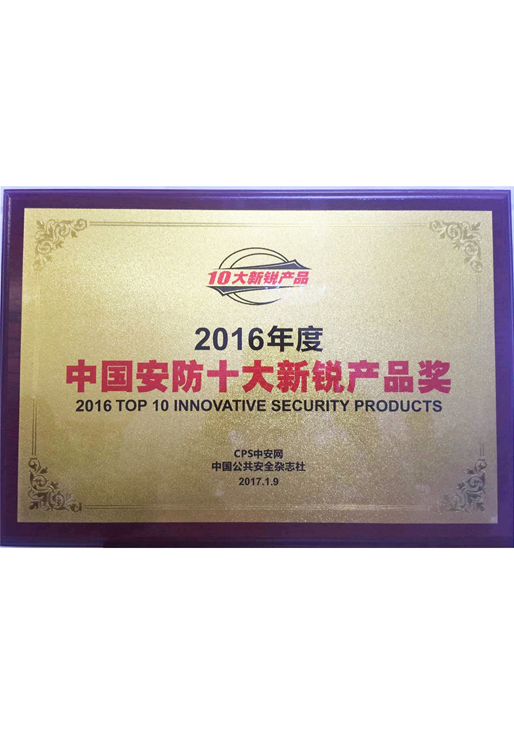 10大新锐产品
2016年度
中国安防十大新锐产品奖
2016 TOP 10 INNOVATIVE SECURITY PRODUCTS
CPS中安网
中国公共安全杂志社
2017.1.9